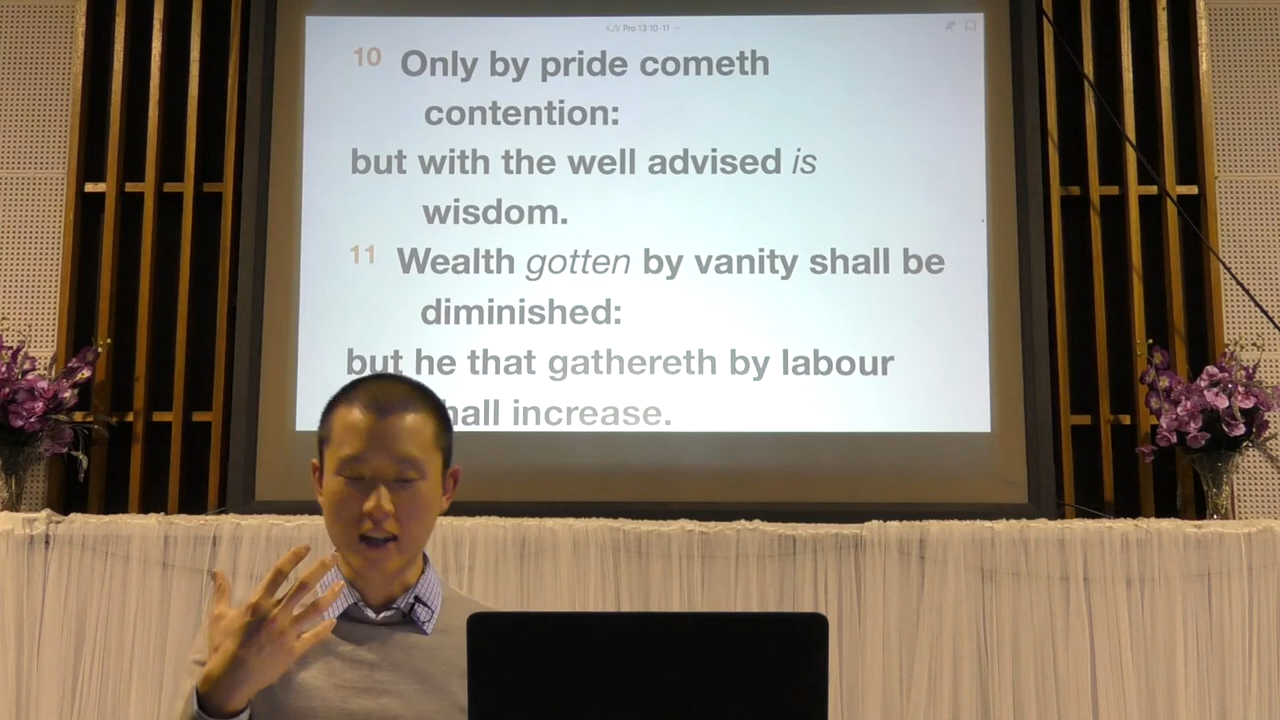 KJV Pro 13:10-11
10 Only by pride cometh
contention:
but with the well advised is
wisdom.
11 Wealth gotten by vanity shall be
diminished:
but he that gathereth by labour
hall increase.